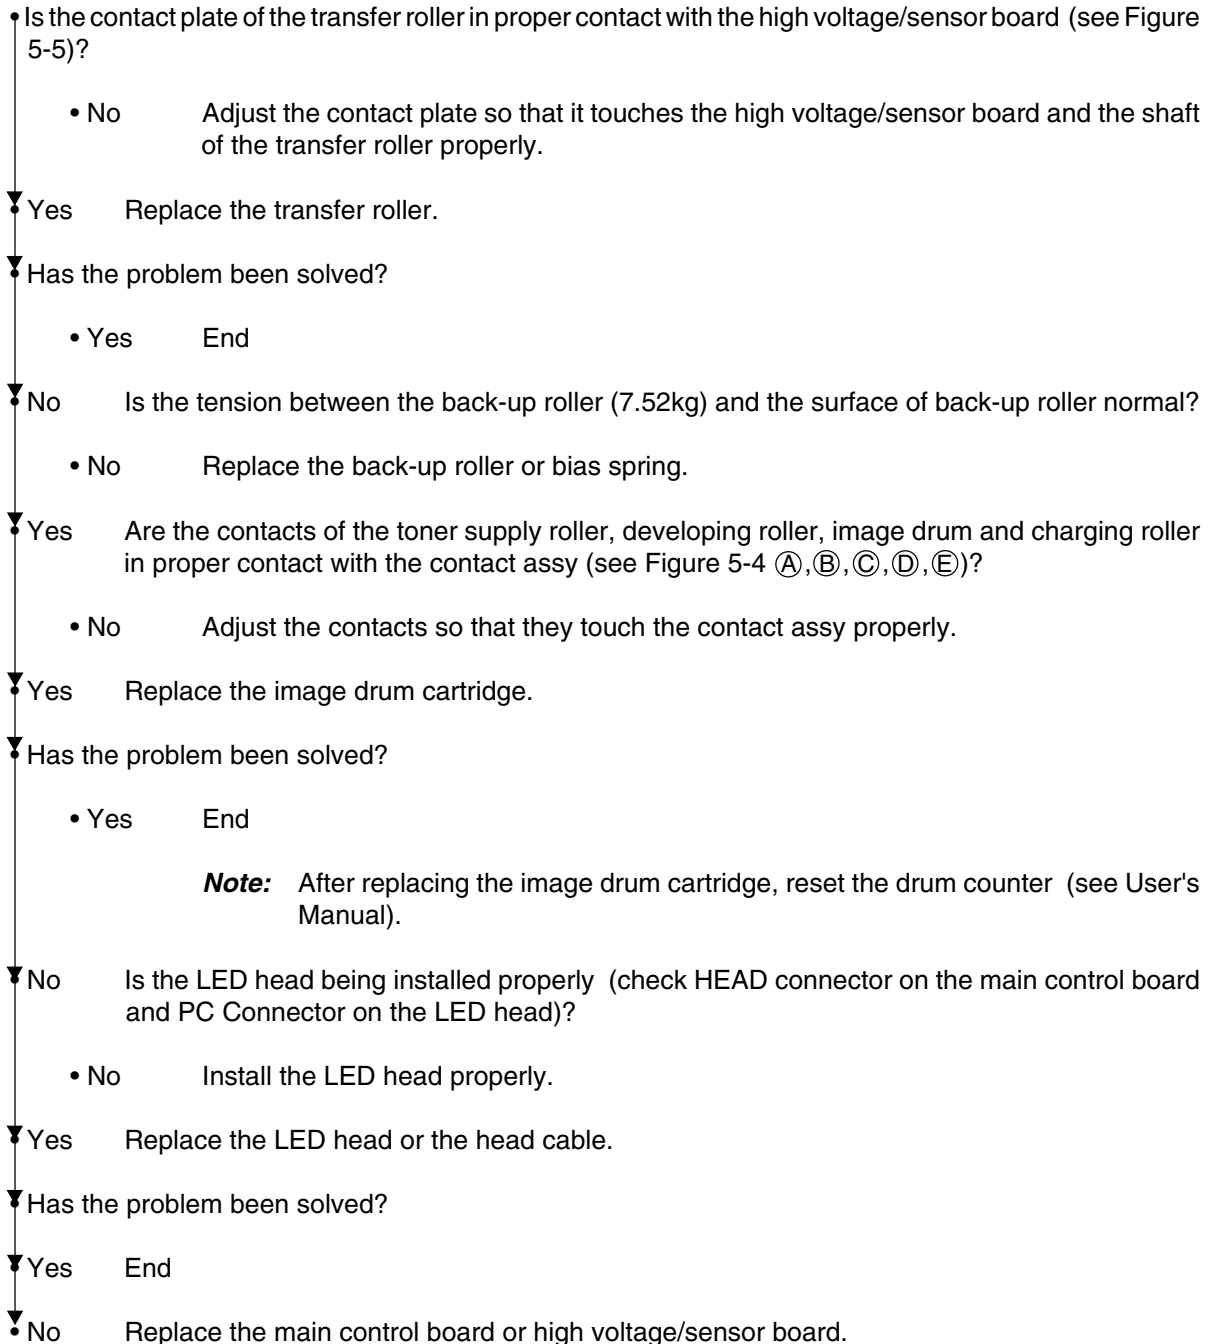 • Is the contact plate of the transfer roller in proper contact with the high voltage/sensor board (see Figure
5-5)?
• No Adjust the contact plate so that it touches the high voltage/sensor board and the shaft
of the transfer roller properly.
• Yes Replace the transfer roller.
• Has the problem been solved?
• Yes End
• No Is the tension between the back-up roller (7.52kg) and the surface of back-up roller normal?
• No Replace the back-up roller or bias spring.
• Yes Are the contacts of the toner supply roller, developing roller, image drum and charging roller
in proper contact with the contact assy (see Figure 5-4 Ⓐ,Ⓑ,Ⓒ,Ⓓ,Ⓔ)?
• No Adjust the contacts so that they touch the contact assy properly.
• Yes Replace the image drum cartridge.
• Has the problem been solved?
• Yes End
Note: After replacing the image drum cartridge, reset the drum counter (see User's
Manual).
• No Is the LED head being installed properly (check HEAD connector on the main control board
and PC Connector on the LED head)?
• No Install the LED head properly.
• Yes Replace the LED head or the head cable.
• Has the problem been solved?
• Yes End
• No Replace the main control board or high voltage/sensor board.